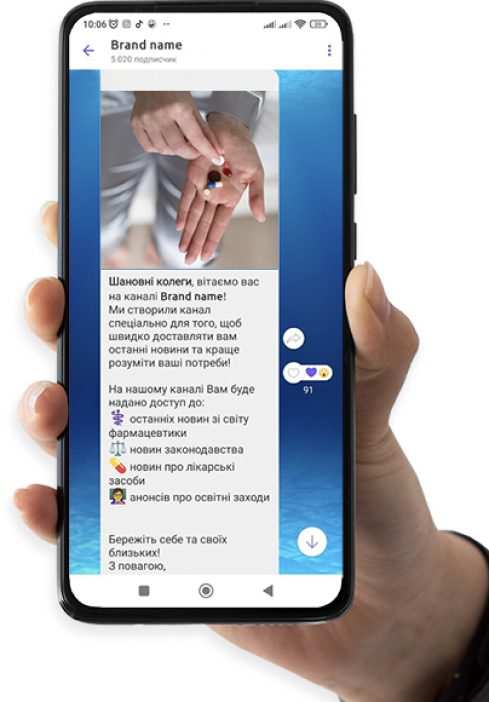 10:06
Brand name
5 020 подписчик
Шановні колеги, вітаємо вас
на каналі Brand name!
Ми створили канал
спеціально для того, щоб
швидко доставляти вам
останні новини та краще
розуміти ваші потреби!
На нашому каналі Вам буде
надано доступ до:
останніх новин зі світу
фармацевтики
новин законодавства
новин про лікарські
засоби
анонсів про освітні заходи
91
Бережіть себе та своїх
близьких!
З повагою,